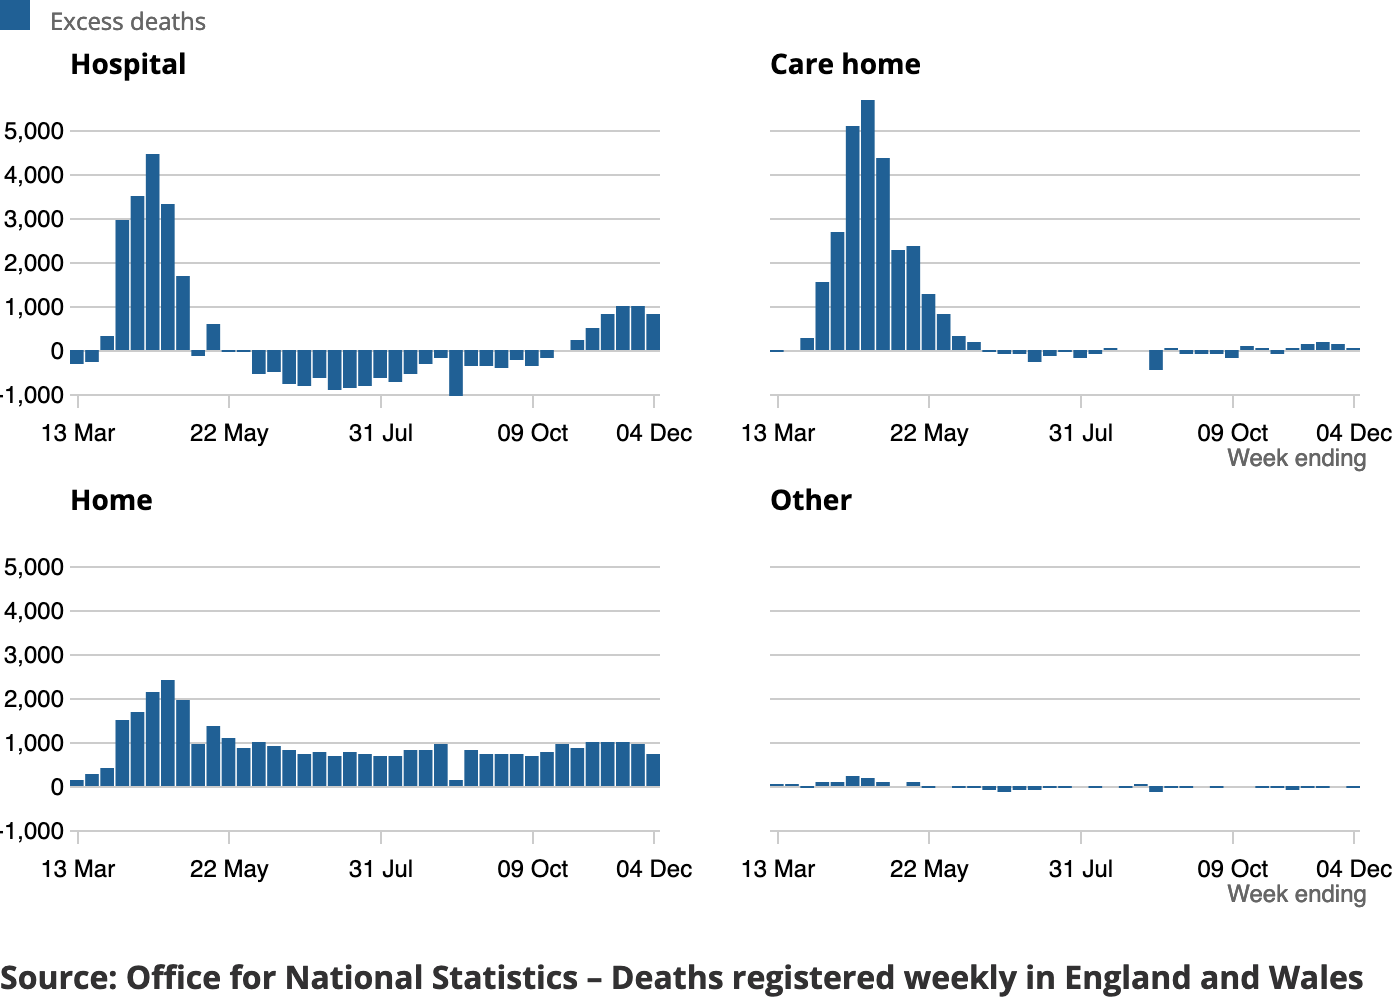 Excess deaths
Hospital
5,000
4,000
3,000
2,000
1,000
0
-1,000
13 Mar 22 May 31 Jul 09 Oct 04 Dec
Care home
13 Mar 22 May 31 Jul 09 Oct 04 Dec
Week ending
Home
5,000
4,000
3,000
2,000
1,000
0
-1,000
13 Mar 22 May 31 Jul 09 Oct 04 Dec
Other
13 Mar 22 May 31 Jul 09 Oct 04 Dec
Week ending
Source: Office for National Statistics – Deaths registered weekly in England and Wales